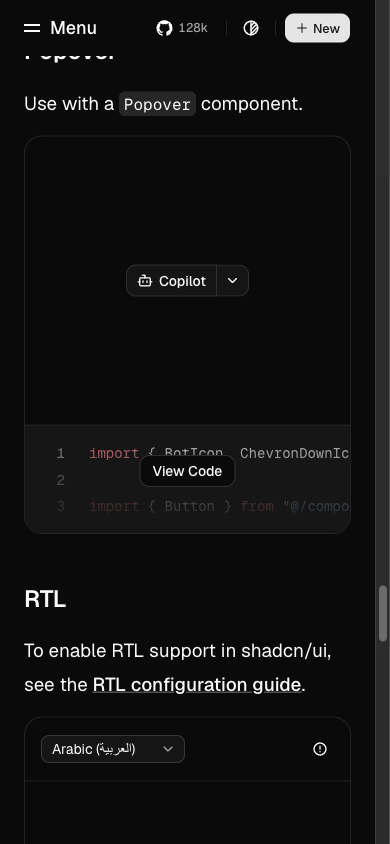 Menu
128k
New
Popover
Use with a Popover component.
Copilot
1 import { BotIcon, ChevronDownIc
2
View Code
3 import { Button } from "@/compo
RTL
To enable RTL support in shadcn/ui,
see the RTL configuration guide.
Arabic (العربية)